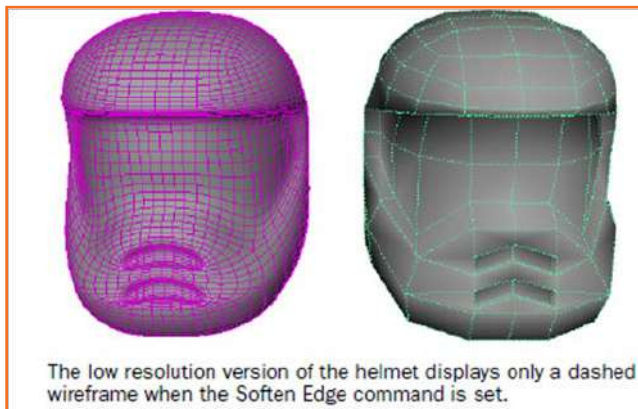 The low resolution version of the helmet displays only a dashed
wireframe when the Soften Edge command is set.